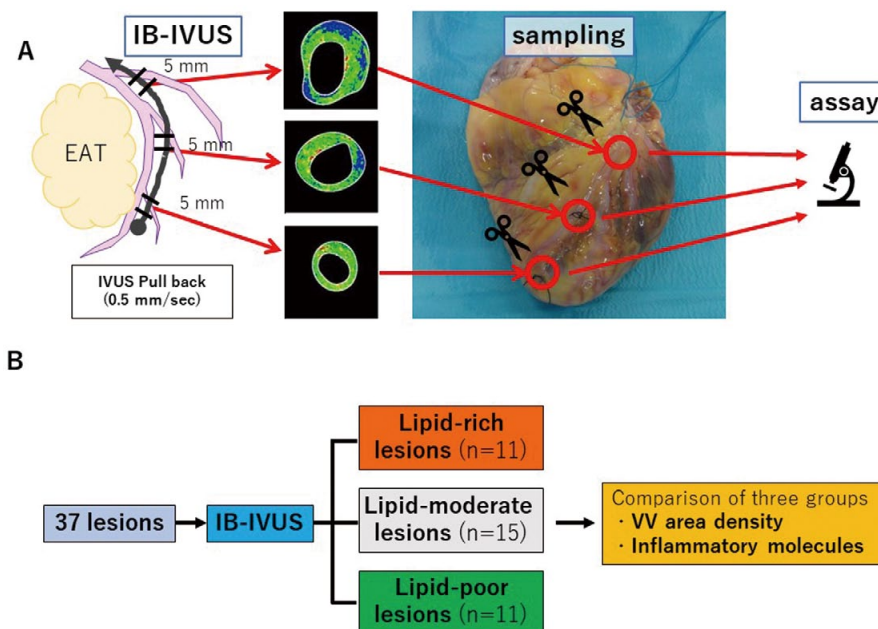 A
IB-IVUS
sampling
assay
5 mm
5 mm
5 mm
EAT
IVUS Pull back
(0.5 mm/sec)
B
37 lesions
IB-IVUS
Lipid-rich
lesions (n=11)
Lipid-moderate
lesions (n=15)
Lipid-poor
lesions (n=11)
Comparison of three groups
・VV area density
・Inflammatory molecules